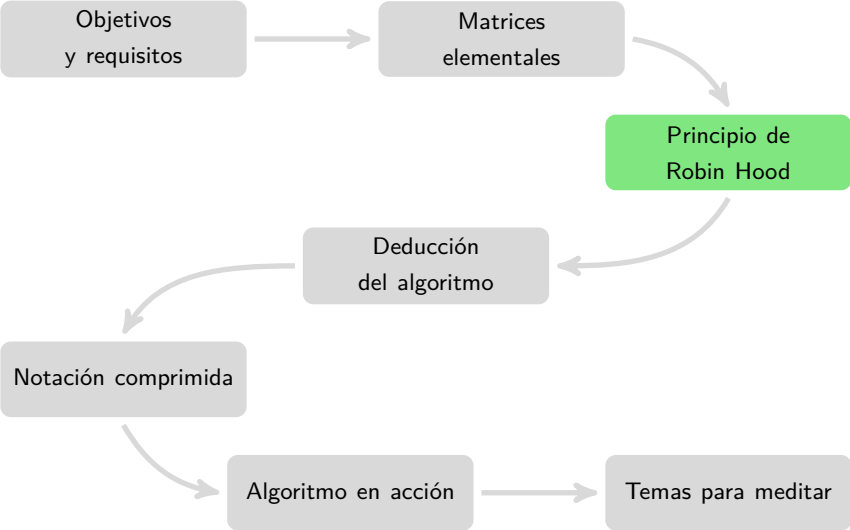 Objetivos
y requisitos
Matrices
elementales
Principio de
Robin Hood
Deducción
del algoritmo
Notación comprimida
Algoritmo en acción
Temas para meditar